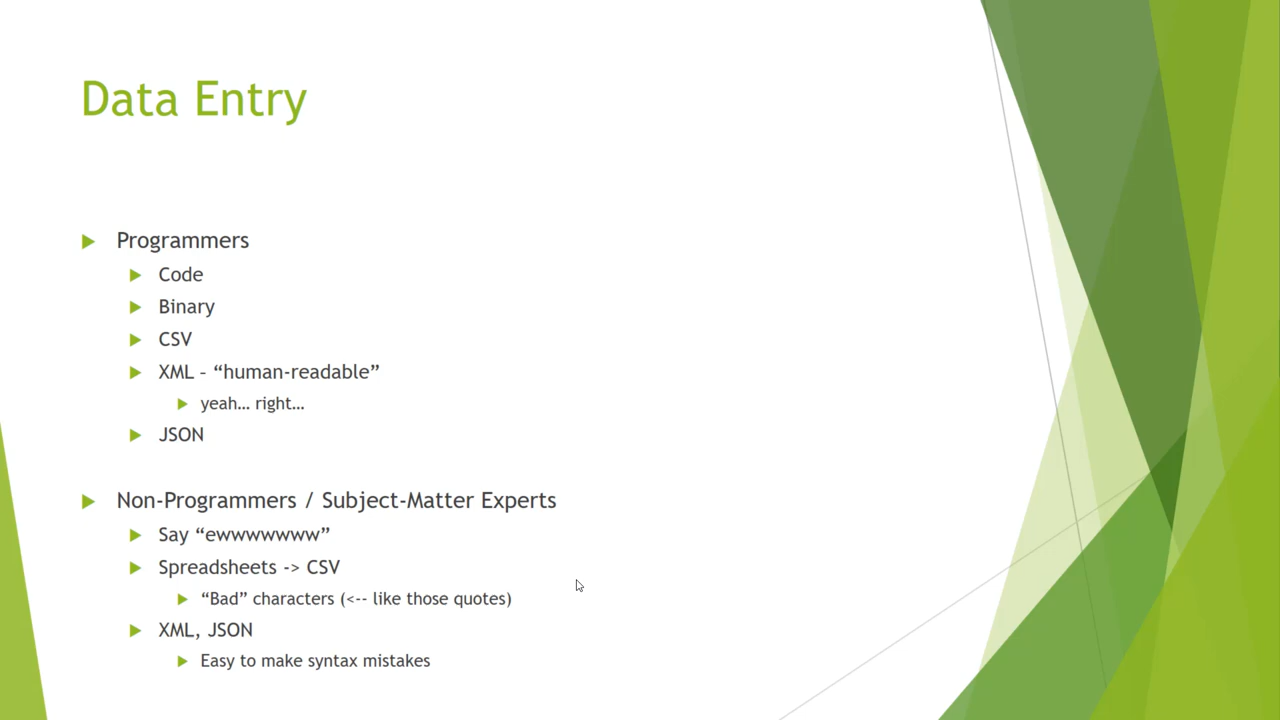 Data Entry
Programmers
Code
Binary
CSV
XML – “human-readable”
yeah… right…
JSON
Non-Programmers / Subject-Matter Experts
Say “ewwwwwww”
Spreadsheets -> CSV
“Bad” characters (<-- like those quotes)
XML, JSON
Easy to make syntax mistakes